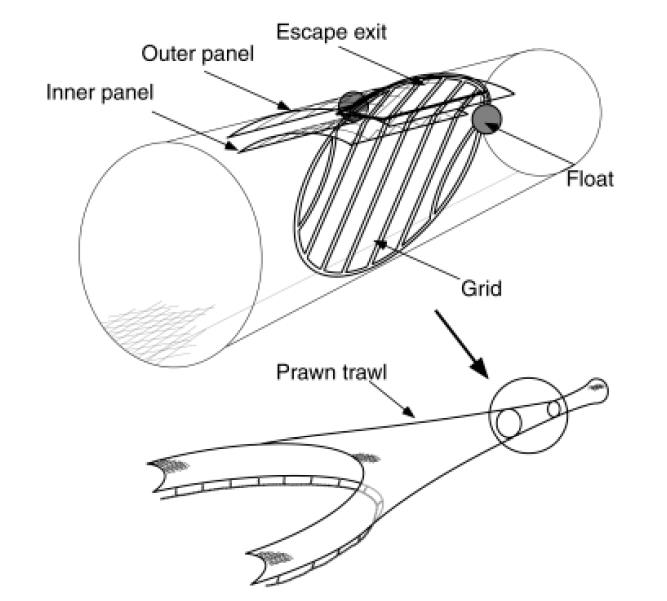 Escape exit
Outer panel
Inner panel
Float
Grid
Prawn trawl